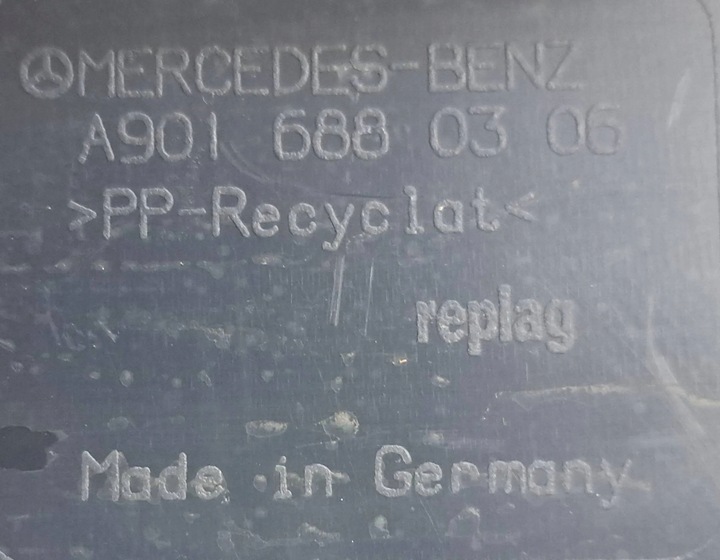 MERCEDES-BENZ
A901 688 03 06
>PP-Recyclat<
replag
Made in Germany